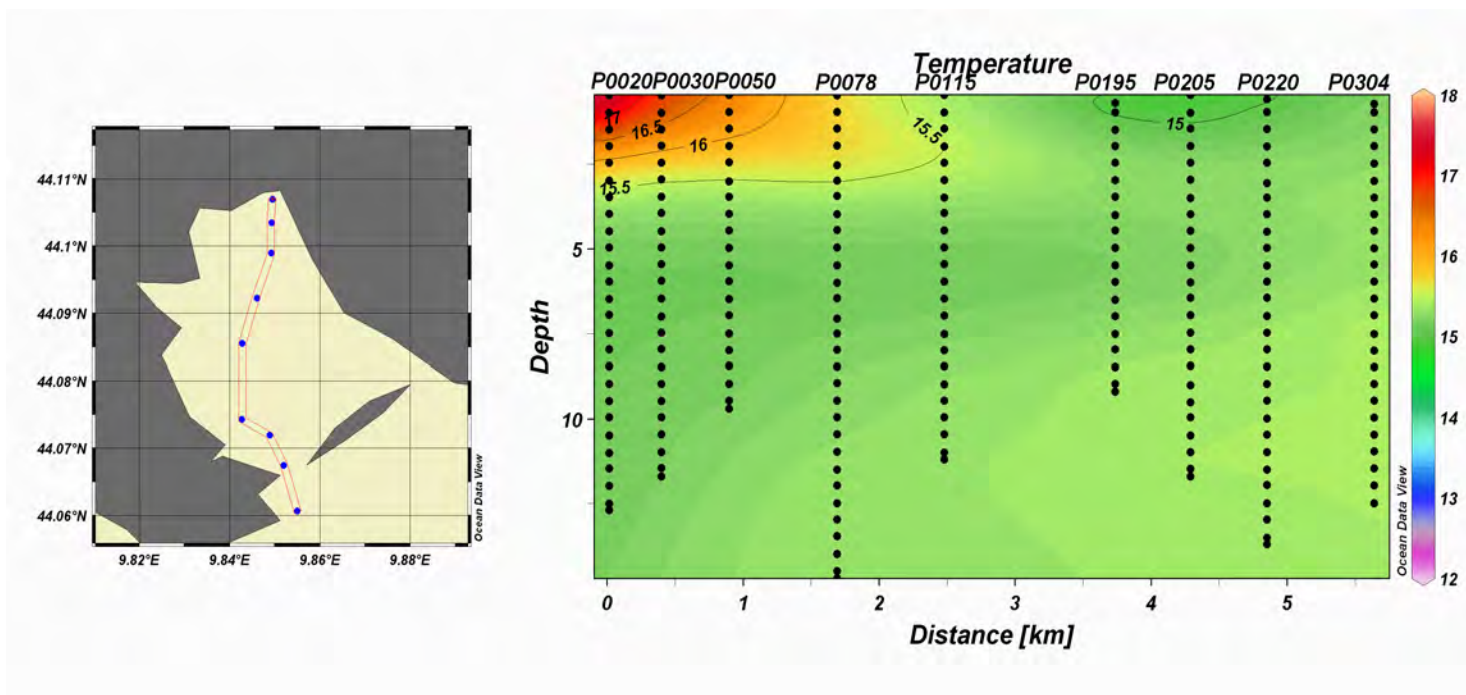 44.11°N
44.1°N
44.09°N
44.08°N
44.07°N
44.06°N
9.82°E 9.84°E 9.86°E 9.88°E
Ocean Data View
Temperature
P0020 P0030 P0050 P0078 P0115 P0195 P0205 P0220 P0304
17
16.5
16
15.5
15.5
15
Depth
5
10
0 1 2 3 4 5
Distance [km]
Ocean Data View
18
17
16
15
14
13
12